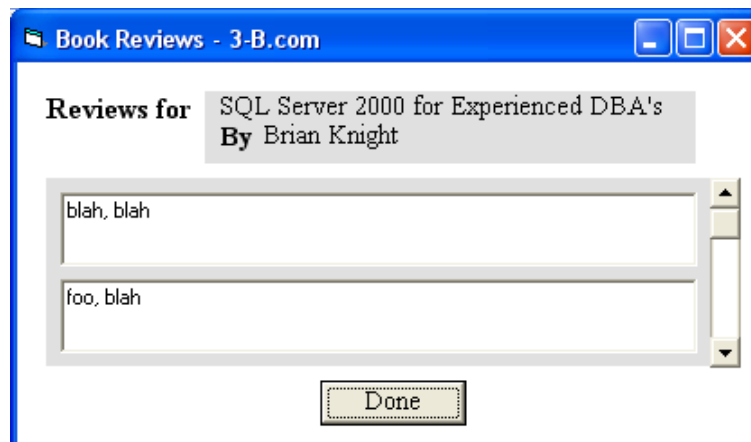 Book Reviews - 3-B.com
Reviews for
SQL Server 2000 for Experienced DBA's
By Brian Knight
blah, blah
foo, blah
Done